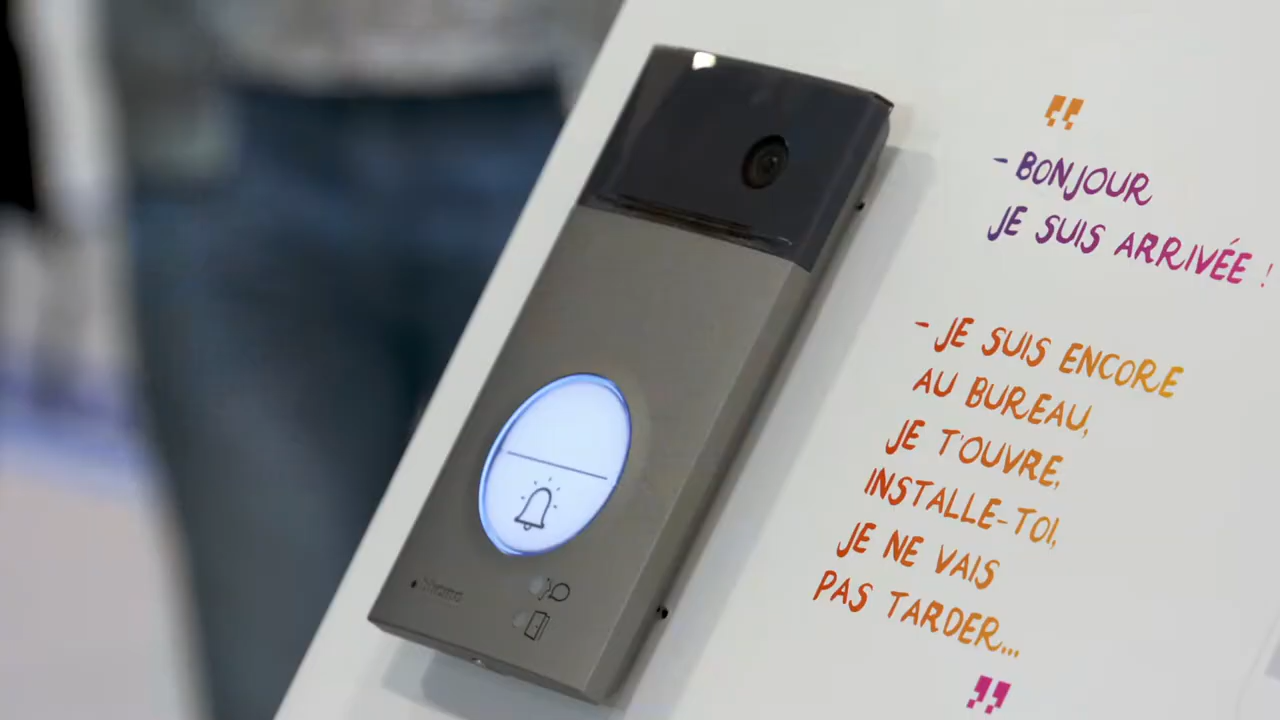 "
- BONJOUR
JE SUIS ARRIVÉE !
- JE SUIS ENCORE
AU BUREAU,
JE T'OUVRE,
INSTALLE-TOI,
JE NE VAIS
PAS TARDER...
"